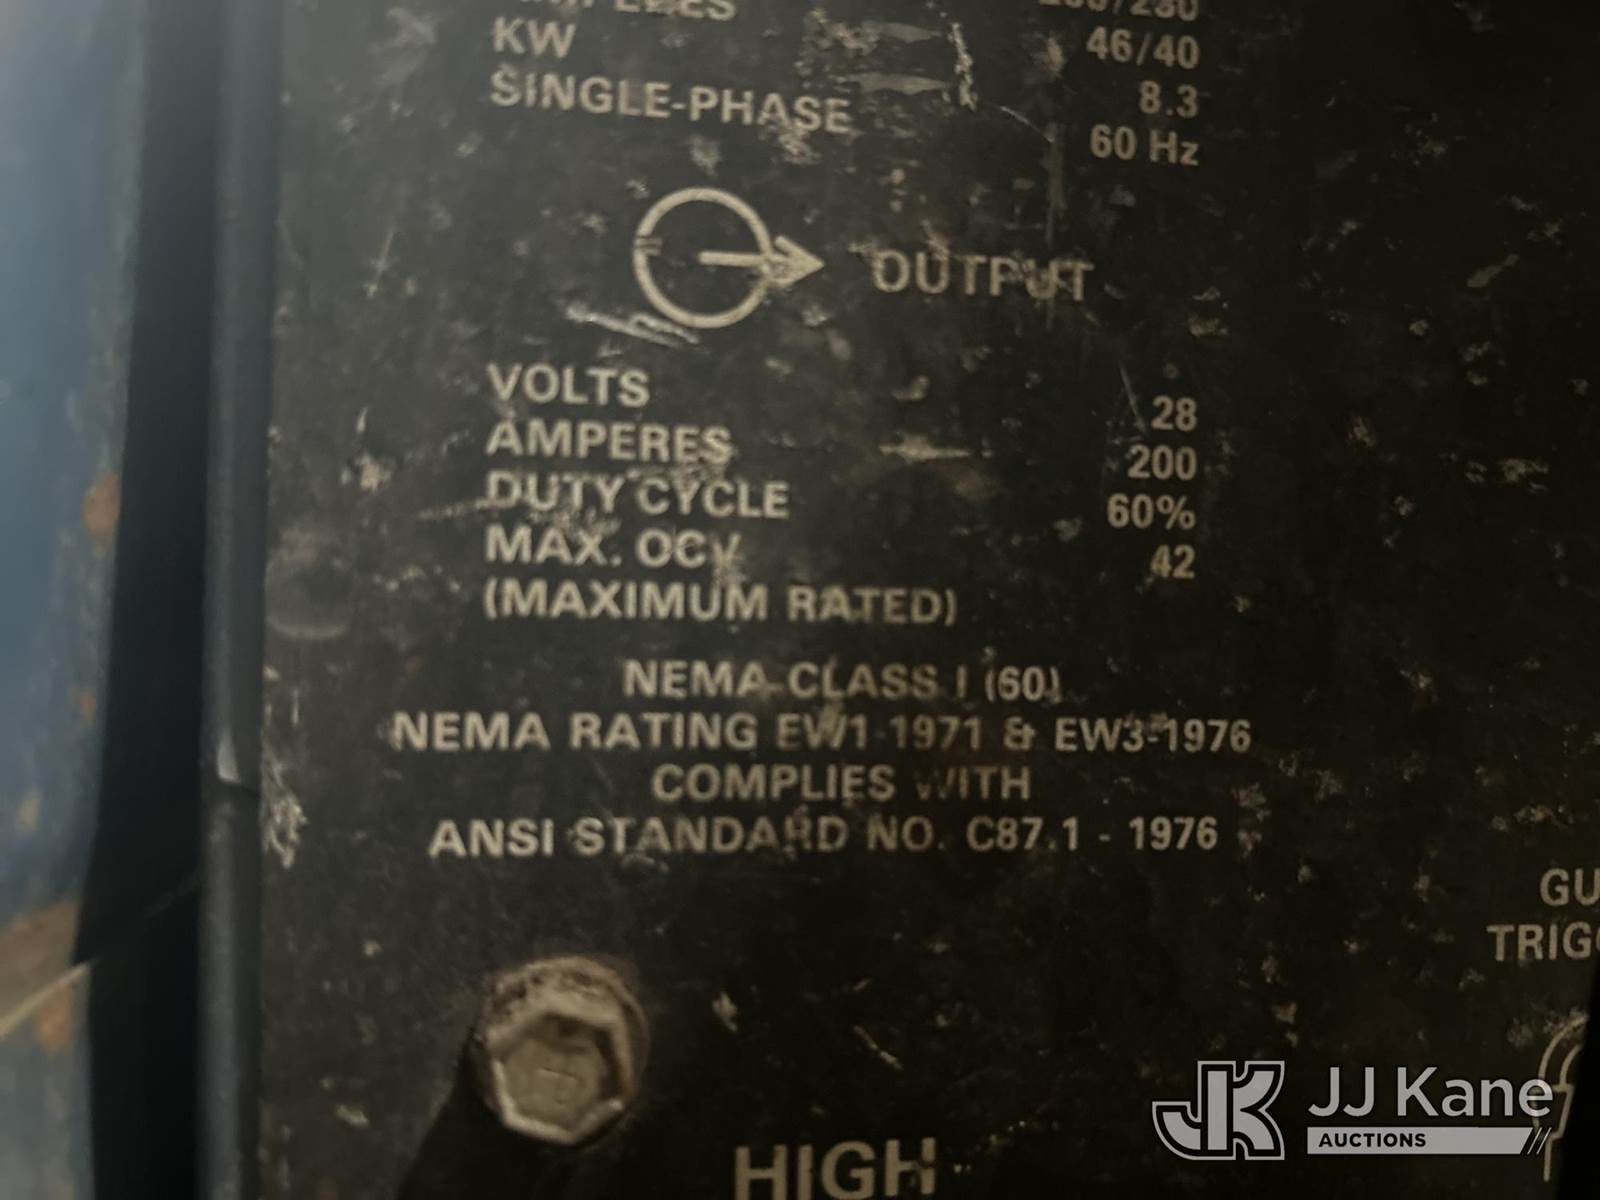 KW 46/40
SINGLE-PHASE 8.3
60 Hz
OUTPUT
VOLTS 28
AMPERES 200
DUTY CYCLE 60%
MAX. OCV 42
(MAXIMUM RATED)
NEMA CLASS I (60)
NEMA RATING EW1-1971 & EW3-1976
COMPLIES WITH
ANSI STANDARD NO. C87.1 - 1976
HIGH
JK JJ Kane
AUCTIONS